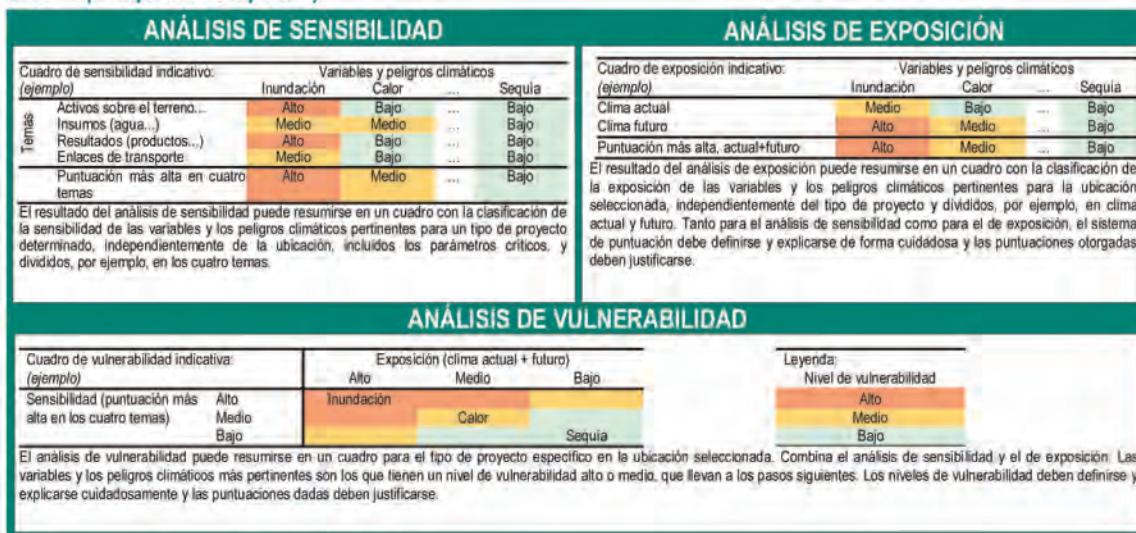 ANÁLISIS DE SENSIBILIDAD
Cuadro de sensibilidad indicativo: Variables y peligros climáticos
(ejemplo) Inundación Calor ... Sequía
Temas
Activos sobre el terreno... Alto Bajo ... Bajo
Insumos (agua...) Medio Medio ... Bajo
Resultados (productos...) Alto Bajo ... Bajo
Enlaces de transporte Medio Bajo ... Bajo
Puntuación más alta en cuatro Alto Medio ... Bajo
temas
El resultado del análisis de sensibilidad puede resumirse en un cuadro con la clasificación de
la sensibilidad de las variables y los peligros climáticos pertinentes para un tipo de proyecto
determinado, independientemente de la ubicación, incluidos los parámetros críticos, y
divididos, por ejemplo, en los cuatro temas.
ANÁLISIS DE EXPOSICIÓN
Cuadro de exposición indicativo: Variables y peligros climáticos
(ejemplo) Inundación Calor ... Sequía
Clima actual Medio Bajo ... Bajo
Clima futuro Alto Medio ... Bajo
Puntuación más alta, actual+futuro Alto Medio ... Bajo
El resultado del análisis de exposición puede resumirse en un cuadro con la clasificación de
la exposición de las variables y los peligros climáticos pertinentes para la ubicación
seleccionada, independientemente del tipo de proyecto y divididos, por ejemplo, en clima
actual y futuro. Tanto para el análisis de sensibilidad como para el de exposición, el sistema
de puntuación debe definirse y explicarse de forma cuidadosa y las puntuaciones otorgadas
deben justificarse.
ANÁLISIS DE VULNERABILIDAD
Cuadro de vulnerabilidad indicativa: Exposición (clima actual + futuro)
(ejemplo) Alto Medio Bajo
Sensibilidad (puntuación más Alto Inundación
alta en los cuatro temas) Medio Calor
Bajo Sequía
Leyenda:
Nivel de vulnerabilidad
Alto
Medio
Bajo
El análisis de vulnerabilidad puede resumirse en un cuadro para el tipo de proyecto específico en la ubicación seleccionada. Combina el análisis de sensibilidad y el de exposición. Las
variables y los peligros climáticos más pertinentes son los que tienen un nivel de vulnerabilidad alto o medio, que llevan a los pasos siguientes. Los niveles de vulnerabilidad deben definirse y
explicarse cuidadosamente y las puntuaciones dadas deben justificarse.